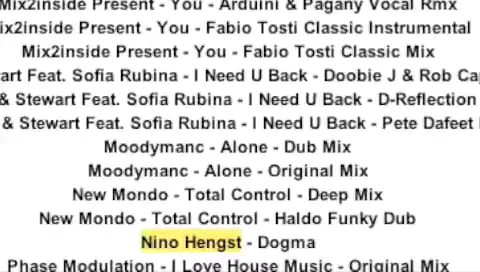 Mix2inside Present - You - Arduini & Pagany Vocal Rmx
ix2inside Present - You - Fabio Tosti Classic Instrumental
Mix2inside Present - You - Fabio Tosti Classic Mix
art Feat. Sofia Rubina - I Need U Back - Doobie J & Rob Ca
& Stewart Feat. Sofia Rubina - I Need U Back - D-Reflection
& Stewart Feat. Sofia Rubina - I Need U Back - Pete Dafeet
Moodymanc - Alone - Dub Mix
Moodymanc - Alone - Original Mix
New Mondo - Total Control - Deep Mix
New Mondo - Total Control - Haldo Funky Dub
Nino Hengst - Dogma
Phase Modulation - I Love House Music - Original Mix